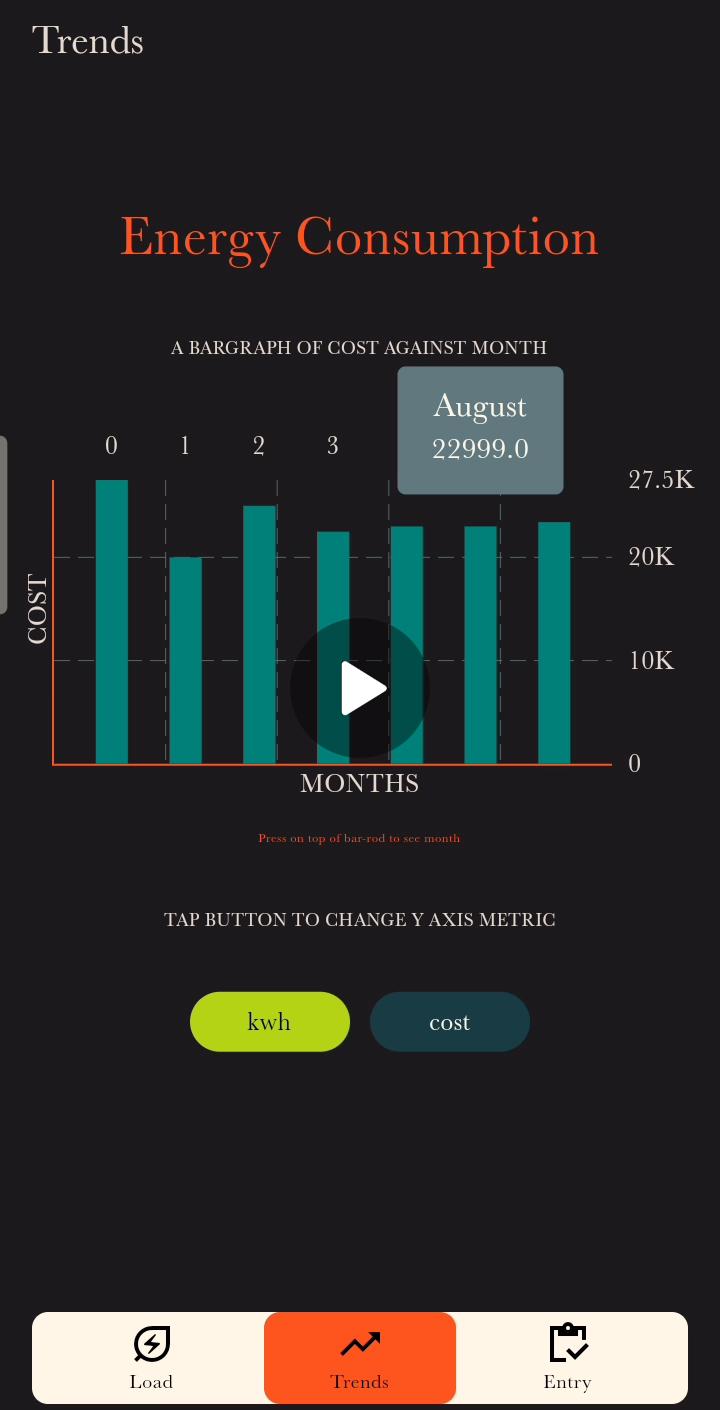 Trends
Energy Consumption
A BARGRAPH OF COST AGAINST MONTH
August
22999.0
0 1 2 3
27.5K
20K
10K
0
COST
MONTHS
Press on top of bar-rod to see month
TAP BUTTON TO CHANGE Y AXIS METRIC
kwh cost
Load Trends Entry